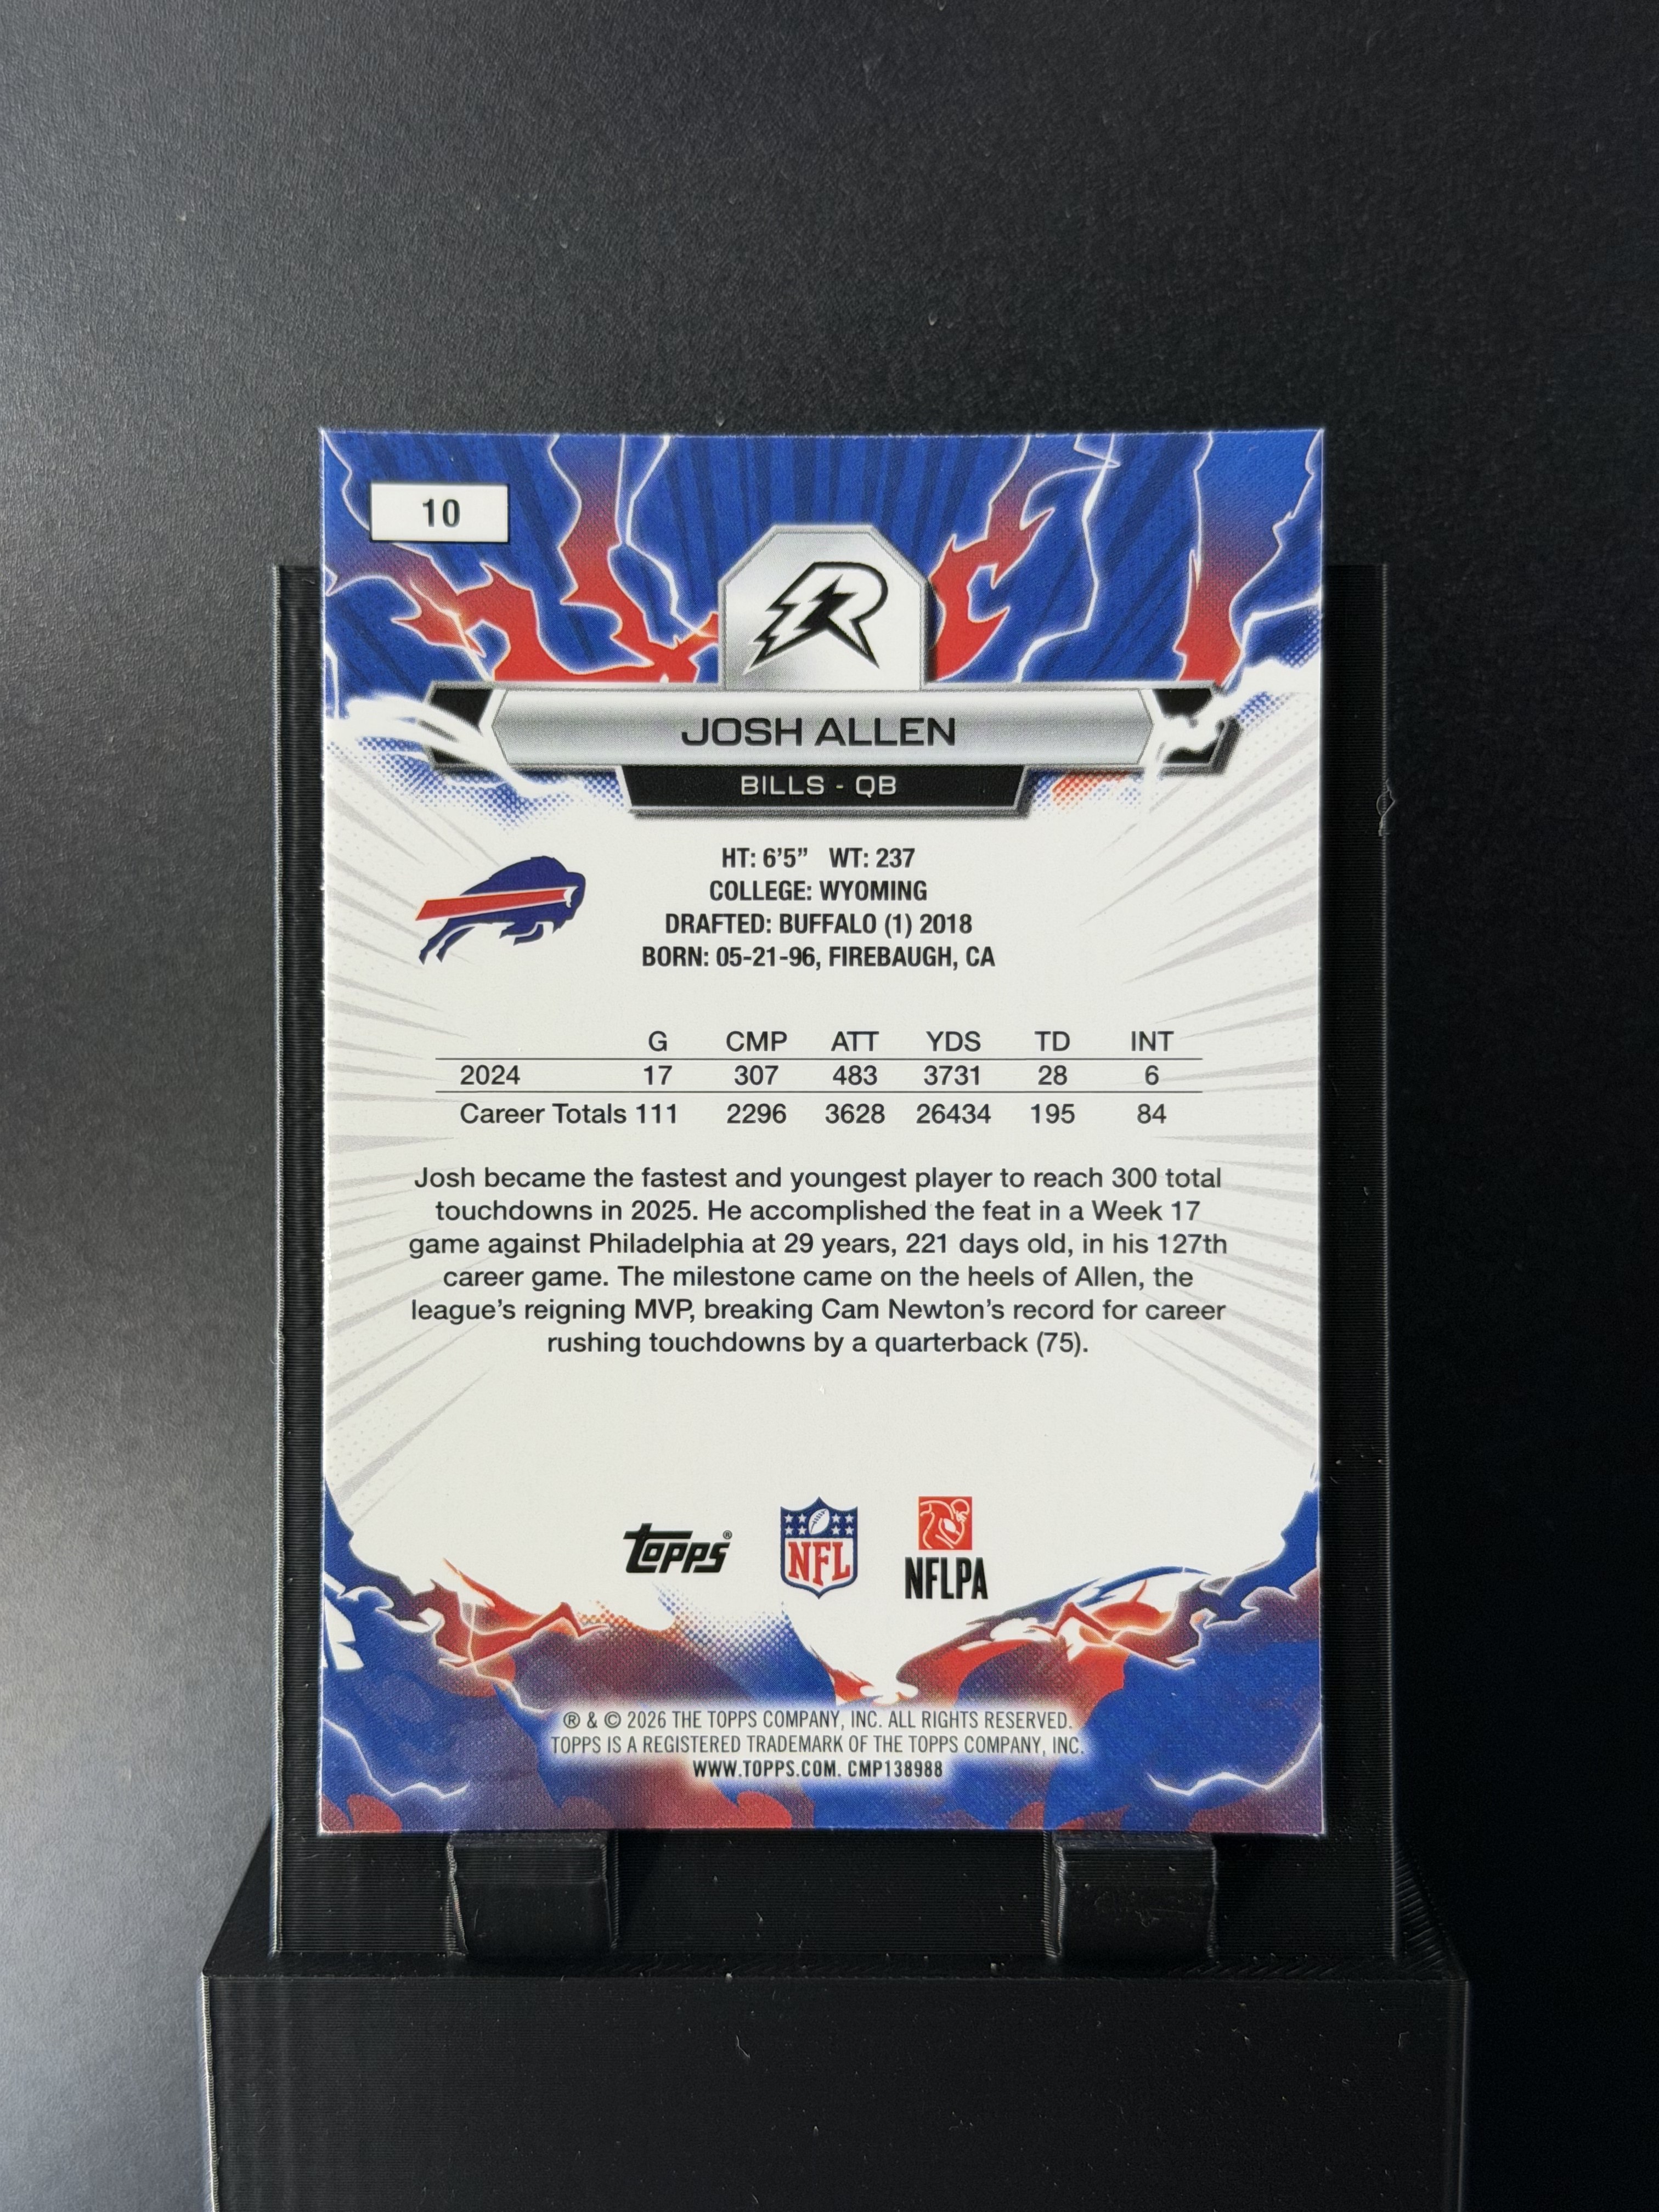 10
R
JOSH ALLEN
BILLS - QB
HT: 6'5” WT: 237
COLLEGE: WYOMING
DRAFTED: BUFFALO (1) 2018
BORN: 05-21-96, FIREBAUGH, CA
G CMP ATT YDS TD INT
2024 17 307 483 3731 28 6
Career Totals 111 2296 3628 26434 195 84
Josh became the fastest and youngest player to reach 300 total
touchdowns in 2025. He accomplished the feat in a Week 17
game against Philadelphia at 29 years, 221 days old, in his 127th
career game. The milestone came on the heels of Allen, the
league's reigning MVP, breaking Cam Newton's record for career
rushing touchdowns by a quarterback (75).
Topps® NFL NFLPA
® & © 2026 THE TOPPS COMPANY, INC. ALL RIGHTS RESERVED.
TOPPS IS A REGISTERED TRADEMARK OF THE TOPPS COMPANY, INC.
WWW.TOPPS.COM. CMP138988